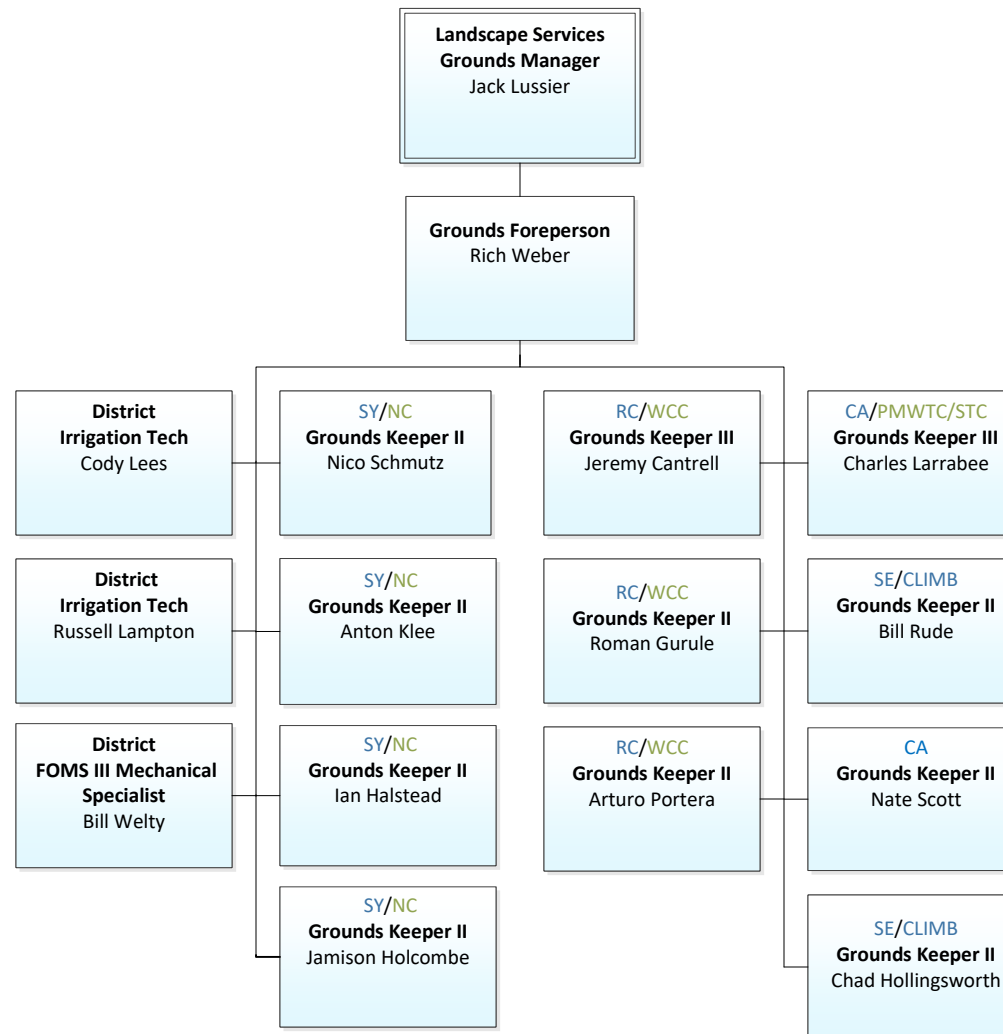 Landscape Services
Grounds Manager
Jack Lussier
Grounds Foreperson
Rich Weber
District
Irrigation Tech
Cody Lees
SY/NC
Grounds Keeper II
Nico Schmutz
RC/WCC
Grounds Keeper III
Jeremy Cantrell
CA/PMWTC/STC
Grounds Keeper III
Charles Larrabee
District
Irrigation Tech
Russell Lampton
SY/NC
Grounds Keeper II
Anton Klee
RC/WCC
Grounds Keeper II
Roman Gurule
SE/CLIMB
Grounds Keeper II
Bill Rude
District
FOMS III Mechanical
Specialist
Bill Welty
SY/NC
Grounds Keeper II
Ian Halstead
RC/WCC
Grounds Keeper II
Arturo Portera
CA
Grounds Keeper II
Nate Scott
SY/NC
Grounds Keeper II
Jamison Holcombe
SE/CLIMB
Grounds Keeper II
Chad Hollingsworth